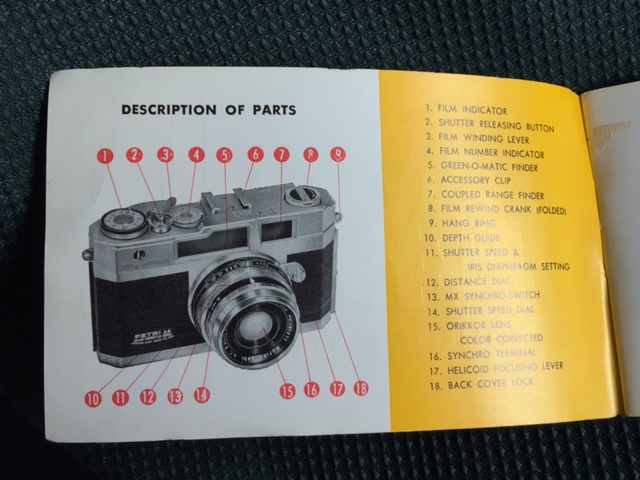 DESCRIPTION OF PARTS
1 2 3 4 5 6 7 8 9
PETRI
10 11 12 13 14 15 16 17 18
1. FILM INDICATOR
2. SHUTTER RELEASING BUTTON
3. FILM WINDING LEVER
4. FILM NUMBER INDICATOR
5. GREEN-O-MATIC FINDER
6. ACCESSORY CLIP
7. COUPLED RANGE FINDER
8. FILM REWIND CRANK (FOLDED)
9. HANG RING
10. DEPTH GUIDE
11. SHUTTER SPEED &
IRIS DIAPHRAGM SETTING
12. DISTANCE DIAL
13. MX SYNCHRO-SWITCH
14. SHUTTER SPEED DIAL
15. ORIKKOR LENS,
COLOR CORRECTED
16. SYNCHRO TERMINAL
17. HELICOID FOCUSING LEVER
18. BACK COVER LOCK